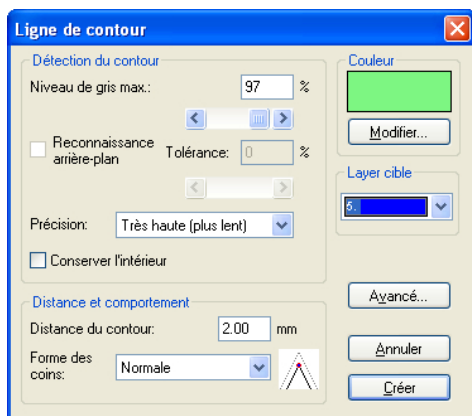 Ligne de contour
Détection du contour
Niveau de gris max.: 97 %
Reconnaissance arrière-plan
Tolérance: 0 %
Précision: Très haute (plus lent)
Conserver l'intérieur
Distance et comportement
Distance du contour: 2.00 mm
Forme des coins: Normale
Couleur
Modifier...
Layer cible
5.
Avancé...
Annuler
Créer